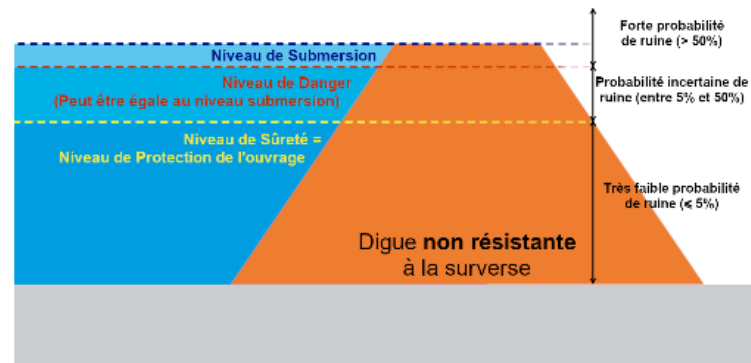 Niveau de Submersion
Niveau de Danger
(Peut être égale au niveau submersion)
Niveau de Sûreté =
Niveau de Protection de l'ouvrage
Forte probabilité
de ruine (> 50%)
Probabilité incertaine de
ruine (entre 5% et 50%)
Très faible probabilité
de ruine (⩽ 5%)
Digue non résistante
à la surverse